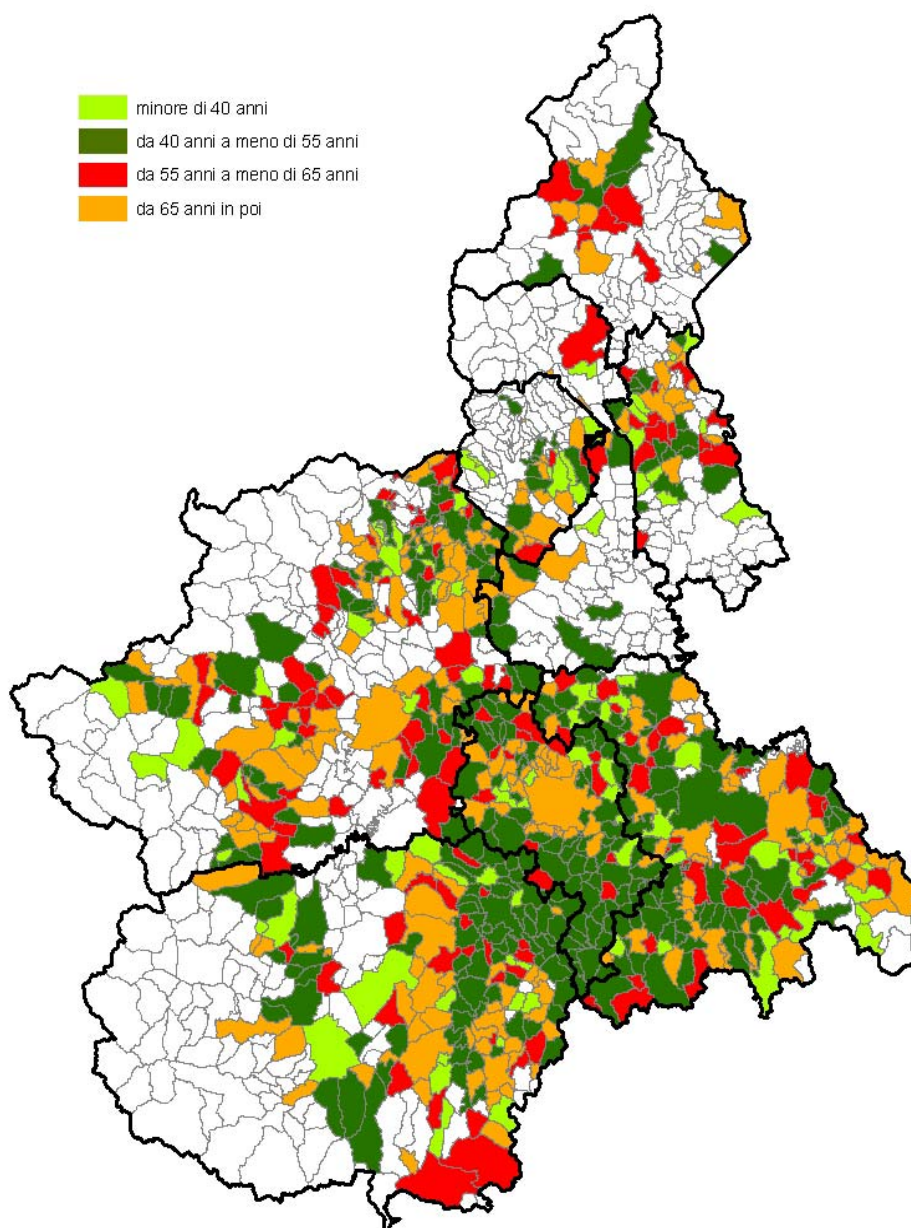 minore di 40 anni
da 40 anni a meno di 55 anni
da 55 anni a meno di 65 anni
da 65 anni in poi